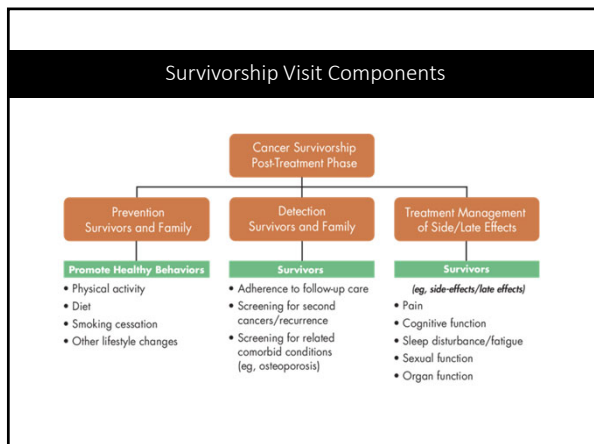 Survivorship Visit Components
Cancer Survivorship
Post-Treatment Phase
Prevention
Survivors and Family
Detection
Survivors and Family
Treatment Management
of Side/Late Effects
Promote Healthy Behaviors
• Physical activity
• Diet
• Smoking cessation
• Other lifestyle changes
Survivors
• Adherence to follow-up care
• Screening for second
cancers/recurrence
• Screening for related
comorbid conditions
(eg, osteoporosis)
Survivors
(eg, side-effects/late effects)
• Pain
• Cognitive function
• Sleep disturbance/fatigue
• Sexual function
• Organ function